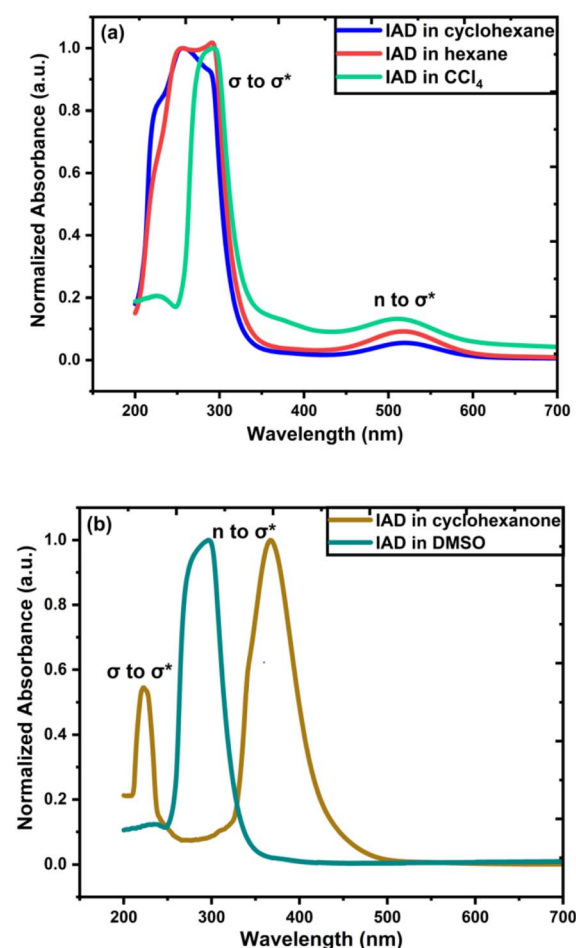 (a)
IAD in cyclohexane
IAD in hexane
IAD in CCl₄
σ to σ*
n to σ*
Normalized Absorbance (a.u.)
1.0
0.8
0.6
0.4
0.2
0.0
200 300 400 500 600 700
Wavelength (nm)
(b)
IAD in cyclohexanone
IAD in DMSO
n to σ*
σ to σ*
Normalized Absorbance (a.u.)
1.0
0.8
0.6
0.4
0.2
0.0
200 300 400 500 600 700
Wavelength (nm)